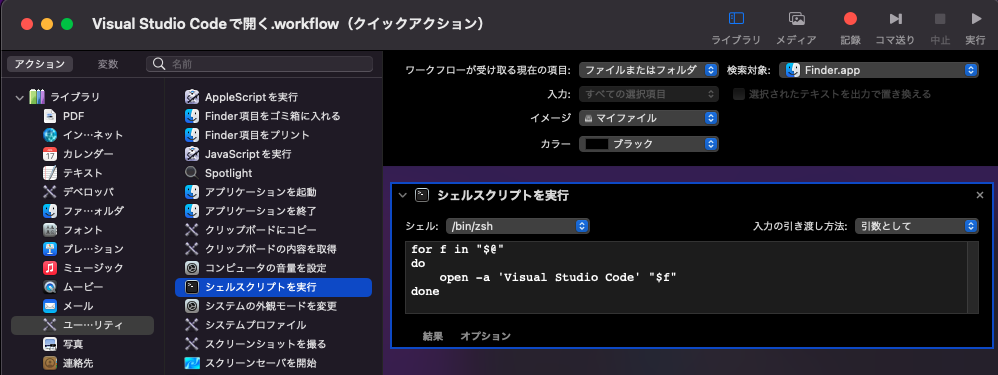 Visual Studio Codeで開く.workflow（クイックアクション）
ライブラリ
メディア
記録
コマ送り
中止
実行
アクション
変数
名前
ライブラリ
PDF
イン…ネット
カレンダー
テキスト
デベロッパ
ファ…ォルダ
フォント
プレ…ション
ミュージック
ムービー
メール
ユー…リティ
写真
連絡先
AppleScriptを実行
Finder項目をゴミ箱に入れる
Finder項目をプリント
JavaScriptを実行
Spotlight
アプリケーションを起動
アプリケーションを終了
クリップボードにコピー
クリップボードの内容を取得
コンピュータの音量を設定
シェルスクリプトを実行
システムの外観モードを変更
システムプロファイル
スクリーンショットを撮る
スクリーンセーバを開始
ワークフローが受け取る現在の項目: ファイルまたはフォルダ 検索対象: Finder.app
入力: すべての選択項目 選択されたテキストを出力で置き換える
イメージ マイファイル
カラー ブラック
シェルスクリプトを実行
シェル: /bin/zsh 入力の引き渡し方法: 引数として
for f in "$@"
do
    open -a 'Visual Studio Code' "$f"
done
結果 オプション